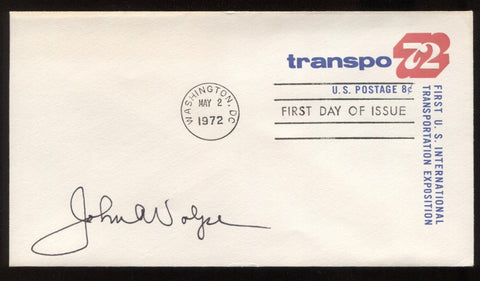 transpo 72
U.S. POSTAGE 8¢
FIRST U.S. INTERNATIONAL
TRANSPORTATION EXPOSITION
WASHINGTON, DC
MAY 2
1972
FIRST DAY OF ISSUE
John A Volpe